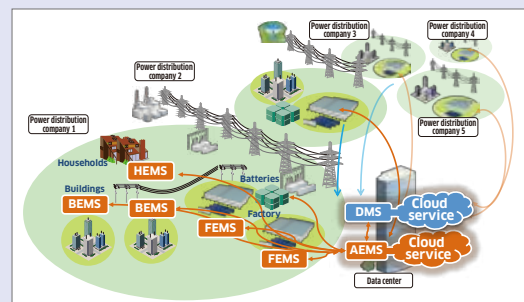 Power distribution
company 3
Power distribution
company 4
Power distribution
company 2
Power distribution
company 5
Power distribution
company 1
Households
HEMS
Batteries
Buildings
BEMS
BEMS
Factory
FEMS
FEMS
DMS
Cloud
service
AEMS
Cloud
service
Data center